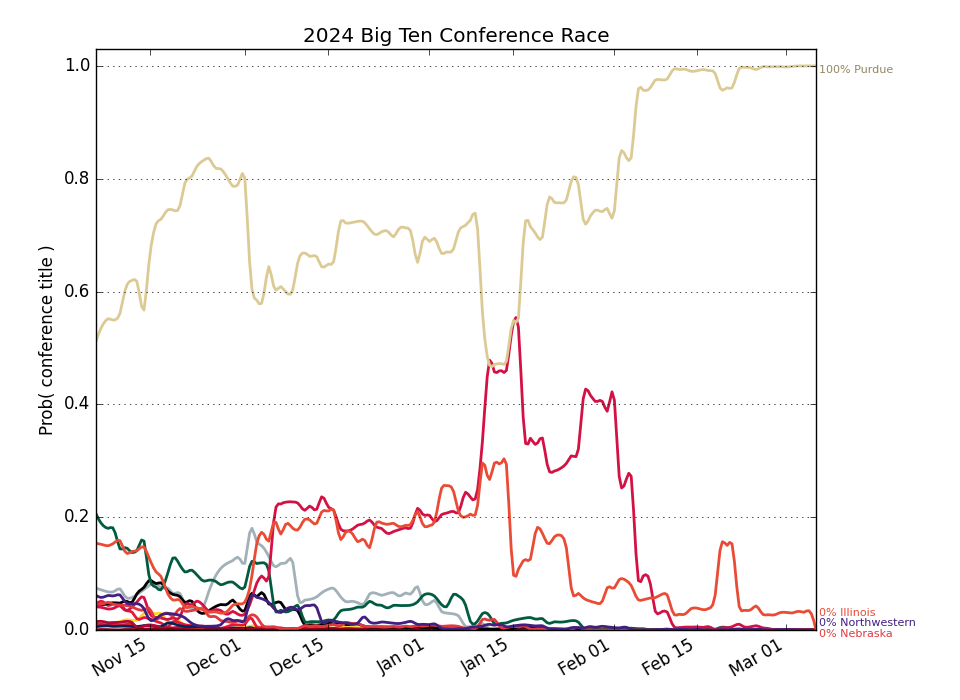 2024 Big Ten Conference Race
Prob( conference title )
1.0
0.8
0.6
0.4
0.2
0.0
Nov 15
Dec 01
Dec 15
Jan 01
Jan 15
Feb 01
Feb 15
Mar 01
100% Purdue
0% Illinois
0% Northwestern
0% Nebraska